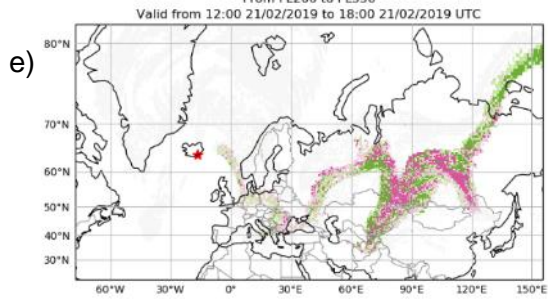 From FL200 to FL350
Valid from 12:00 21/02/2019 to 18:00 21/02/2019 UTC
e)
80°N
70°N
60°N
50°N
40°N
30°N
60°W 30°W 0° 30°E 60°E 90°E 120°E 150°E